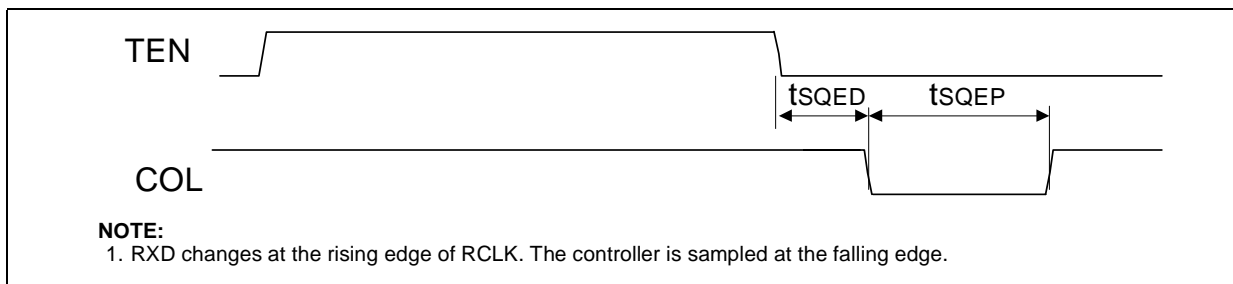 TEN
tSQED tSQEP
COL
NOTE:
1. RXD changes at the rising edge of RCLK. The controller is sampled at the falling edge.